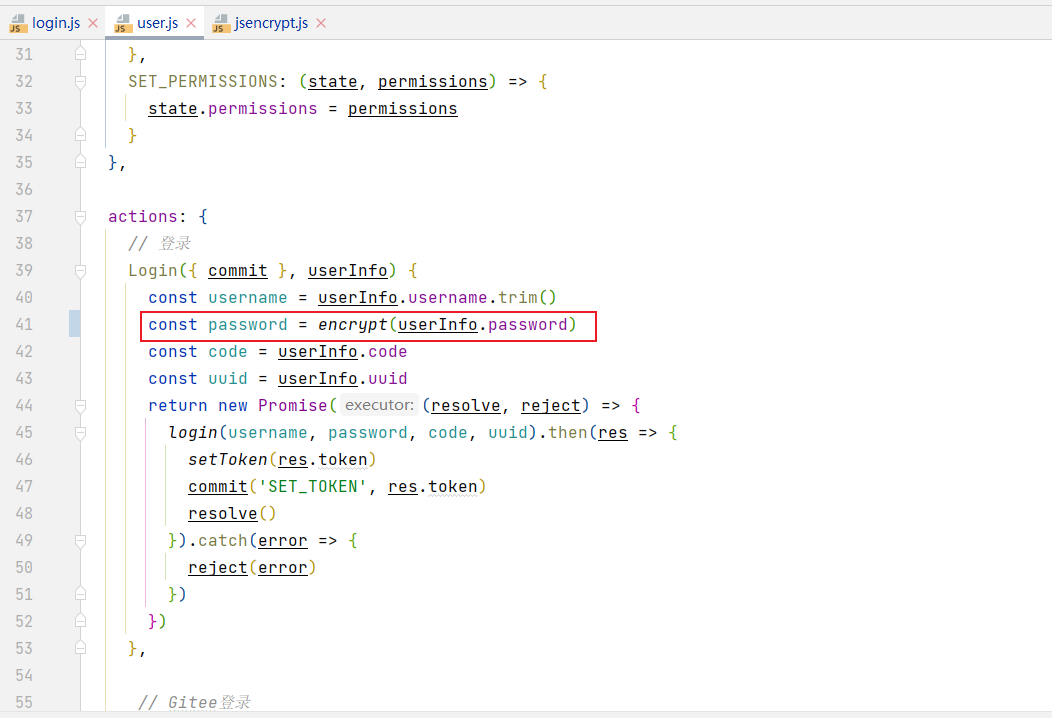 login.js user.js jsencrypt.js
31 },
32 SET_PERMISSIONS: (state, permissions) => {
33 state.permissions = permissions
34 }
35 },
36
37 actions: {
38 // 登录
39 Login({ commit }, userInfo) {
40 const username = userInfo.username.trim()
41 const password = encrypt(userInfo.password)
42 const code = userInfo.code
43 const uuid = userInfo.uuid
44 return new Promise( executor: (resolve, reject) => {
45 login(username, password, code, uuid).then(res => {
46 setToken(res.token)
47 commit('SET_TOKEN', res.token)
48 resolve()
49 }).catch(error => {
50 reject(error)
51 })
52 })
53 },
54
55 // Gitee登录